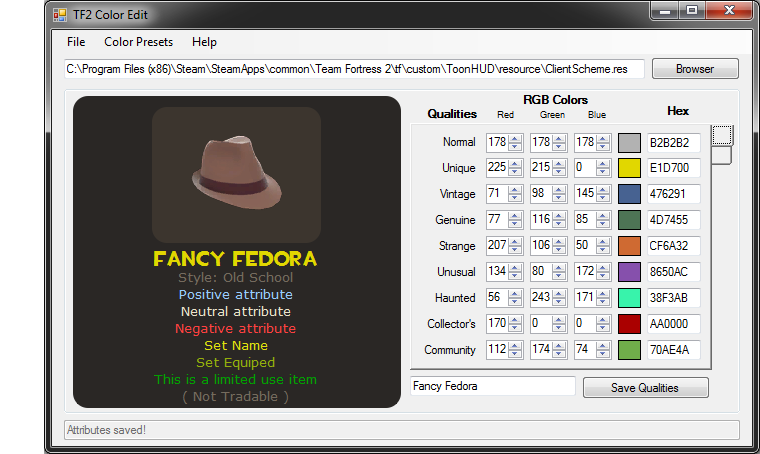 TF2 Color Edit
File Color Presets Help
C:\Program Files (x86)\Steam\SteamApps\common\Team Fortress 2\tf\custom\ToonHUD\resource\ClientScheme.res Browser
RGB Colors
Qualities Red Green Blue Hex
Normal 178 178 178 B2B2B2
Unique 225 215 0 E1D700
Vintage 71 98 145 476291
Genuine 77 116 85 4D7455
Strange 207 106 50 CF6A32
Unusual 134 80 172 8650AC
Haunted 56 243 171 38F3AB
Collector's 170 0 0 AA0000
Community 112 174 74 70AE4A
FANCY FEDORA
Style: Old School
Positive attribute
Neutral attribute
Negative attribute
Set Name
Set Equiped
This is a limited use item
( Not Tradable )
Fancy Fedora Save Qualities
Attributes saved!